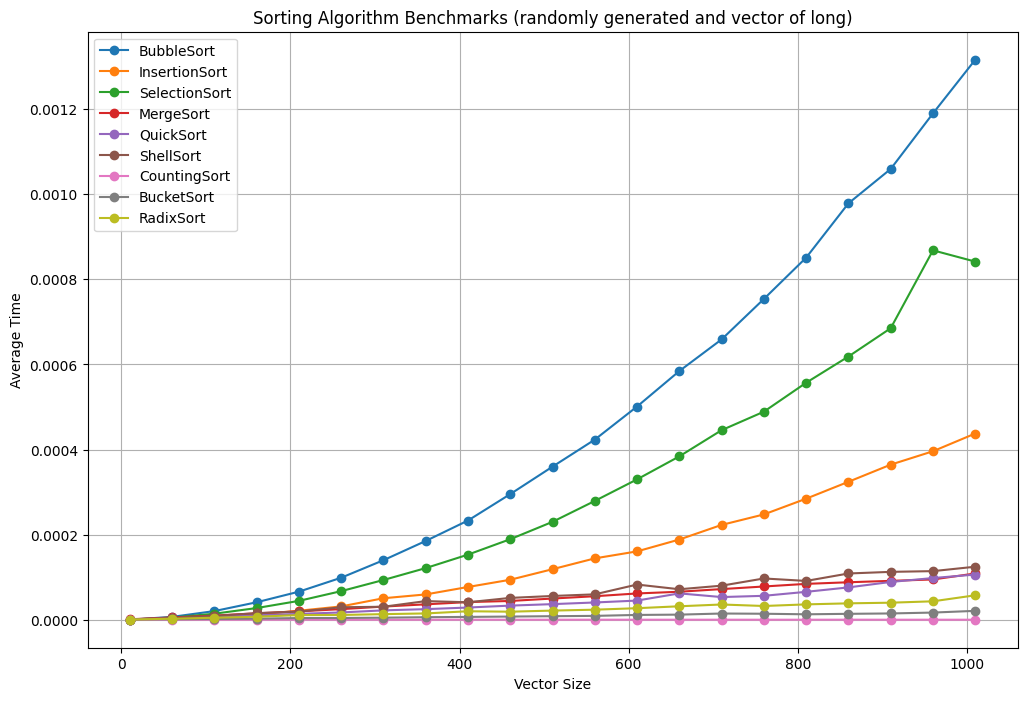 Sorting Algorithm Benchmarks (randomly generated and vector of long)
BubbleSort
InsertionSort
SelectionSort
MergeSort
QuickSort
ShellSort
CountingSort
BucketSort
RadixSort
Average Time
0.0012
0.0010
0.0008
0.0006
0.0004
0.0002
0.0000
0 200 400 600 800 1000
Vector Size